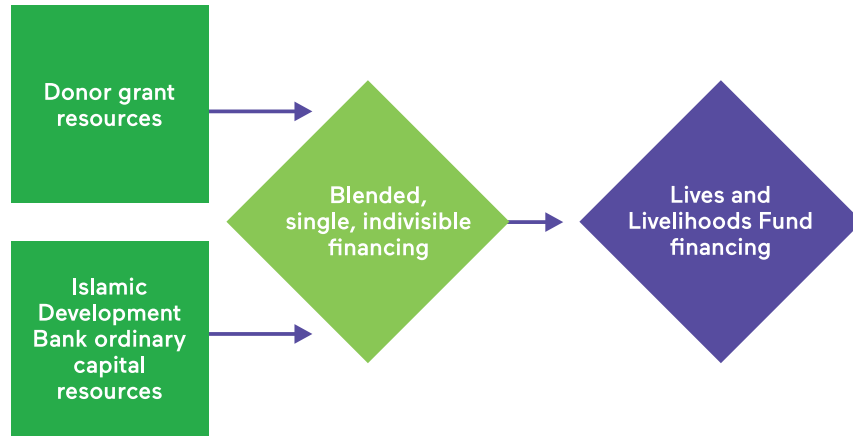 Donor grant
resources
Islamic
Development
Bank ordinary
capital
resources
Blended,
single, indivisible
financing
Lives and
Livelihoods Fund
financing